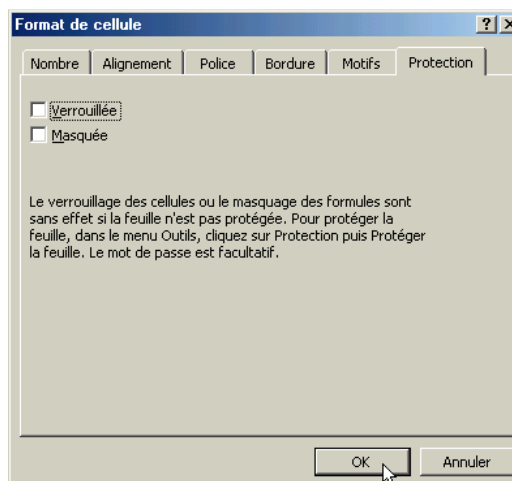 Format de cellule
Nombre Alignement Police Bordure Motifs Protection
Verrouillée
Masquée
Le verrouillage des cellules ou le masquage des formules sont
sans effet si la feuille n'est pas protégée. Pour protéger la
feuille, dans le menu Outils, cliquez sur Protection puis Protéger
la feuille. Le mot de passe est facultatif.
OK Annuler